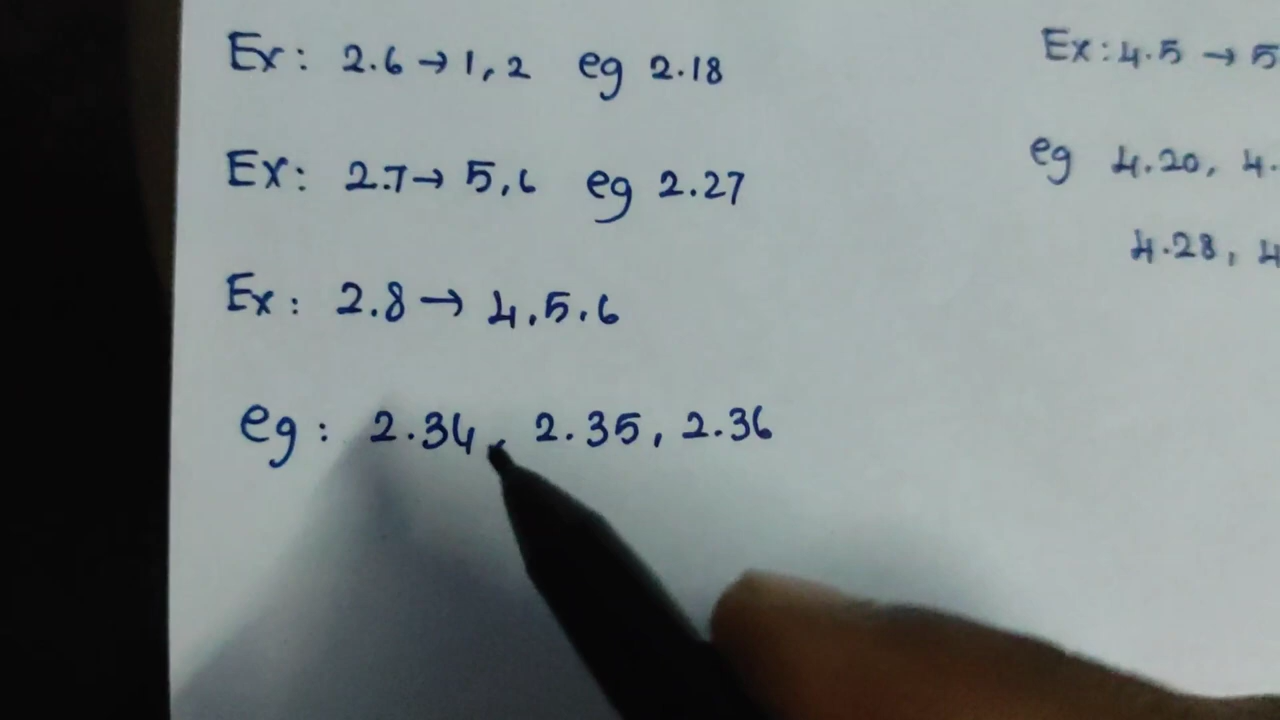 Ex: 2.6 → 1, 2 eg 2.18
Ex: 2.7 → 5, 6 eg 2.27
Ex: 2.8 → 4, 5, 6
eg: 2.34, 2.35, 2.36
Ex: 4.5 → 5
eg 4.20, 4.
4.28, 4